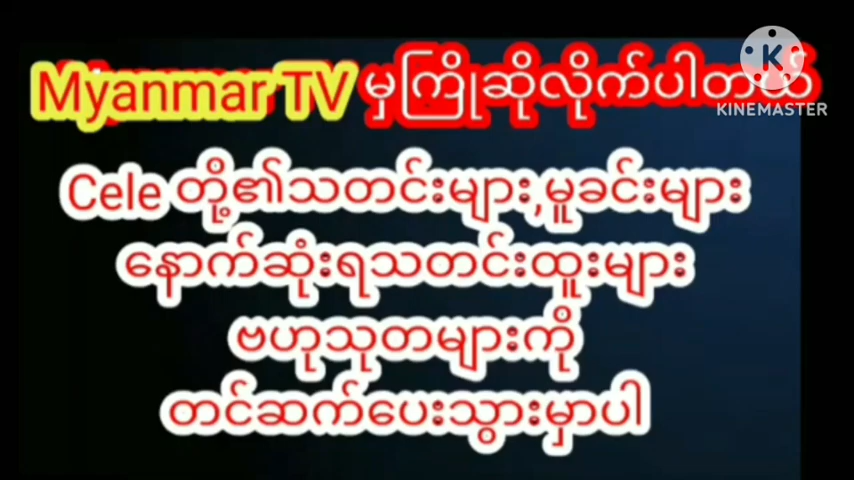 Myanmar TV မှကြိုဆိုလိုက်ပါတယ်
KINEMASTER
Cele တို့၏သတင်းများ,မူခင်းများ
နောက်ဆုံးရသတင်းထူးများ
ဗဟုသုတများကို
တင်ဆက်ပေးသွားမှာပါ